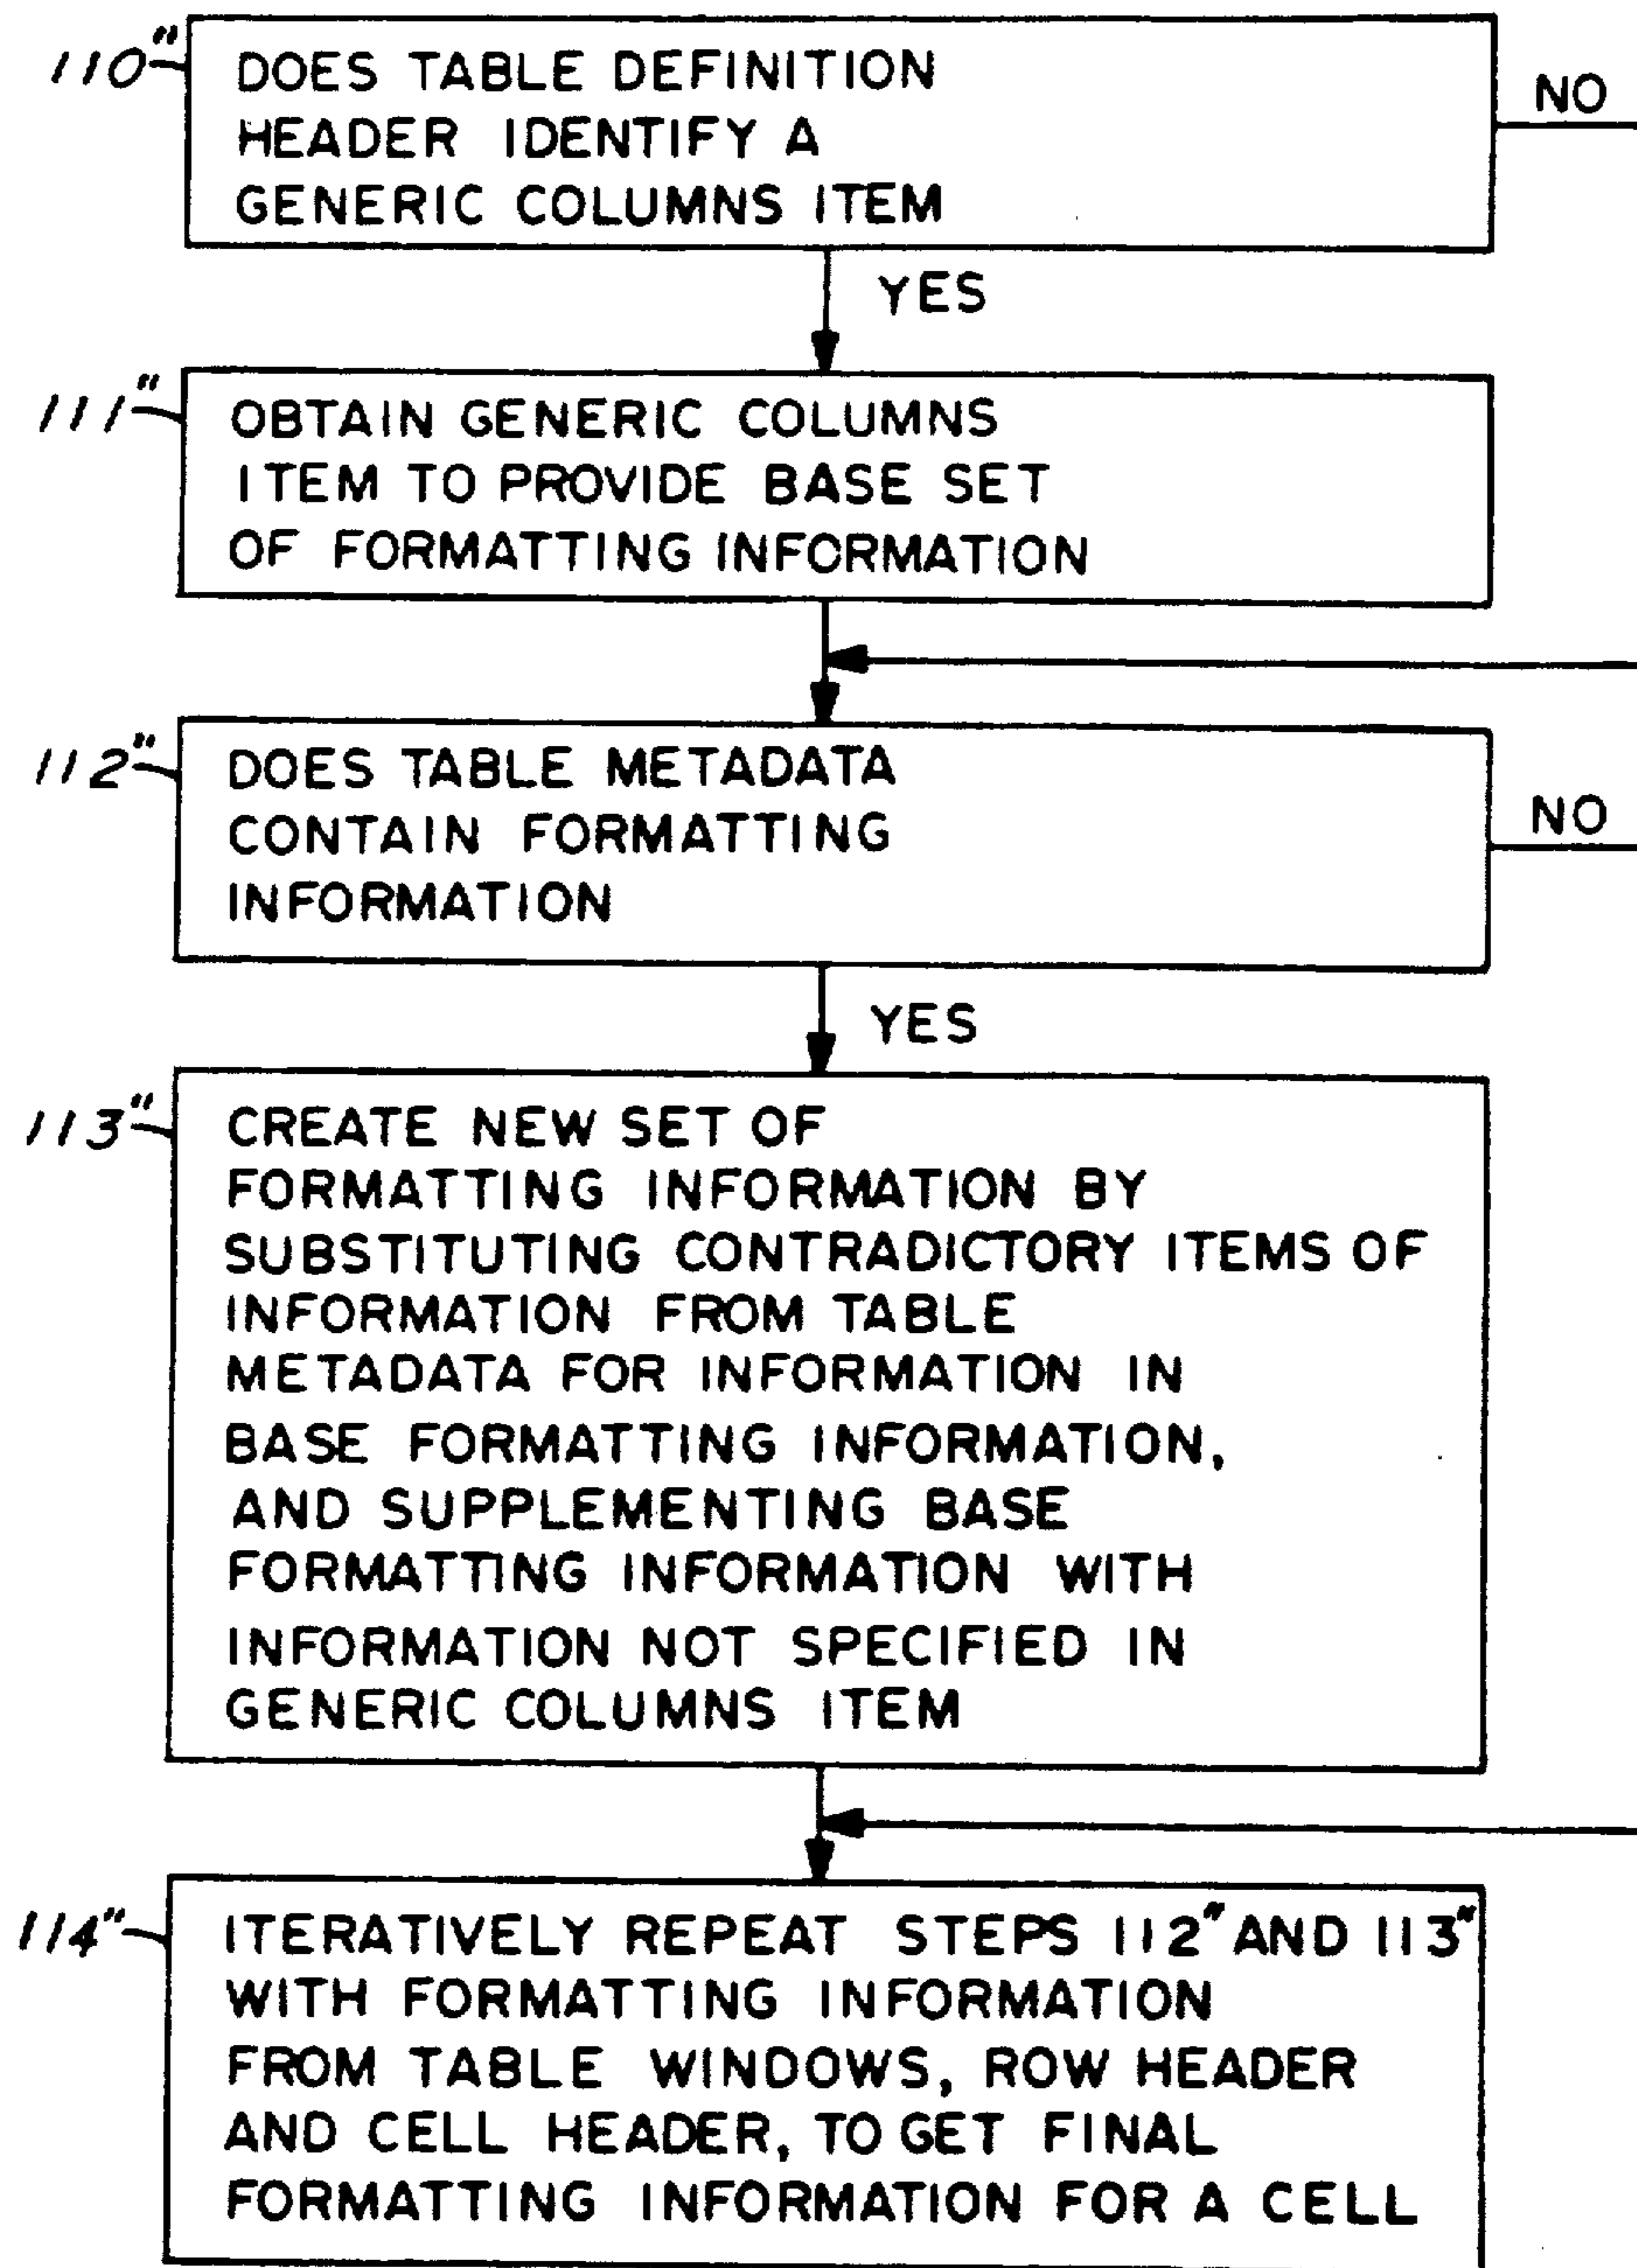 110"
DOES TABLE DEFINITION
HEADER IDENTIFY A
GENERIC COLUMNS ITEM
NO
YES
111"
OBTAIN GENERIC COLUMNS
ITEM TO PROVIDE BASE SET
OF FORMATTING INFORMATION
112"
DOES TABLE METADATA
CONTAIN FORMATTING
INFORMATION
NO
YES
113"
CREATE NEW SET OF
FORMATTING INFORMATION BY
SUBSTITUTING CONTRADICTORY ITEMS OF
INFORMATION FROM TABLE
METADATA FOR INFORMATION IN
BASE FORMATTING INFORMATION,
AND SUPPLEMENTING BASE
FORMATTING INFORMATION WITH
INFORMATION NOT SPECIFIED IN
GENERIC COLUMNS ITEM
114"
ITERATIVELY REPEAT STEPS 112" AND 113"
WITH FORMATTING INFORMATION
FROM TABLE WINDOWS, ROW HEADER
AND CELL HEADER, TO GET FINAL
FORMATTING INFORMATION FOR A CELL